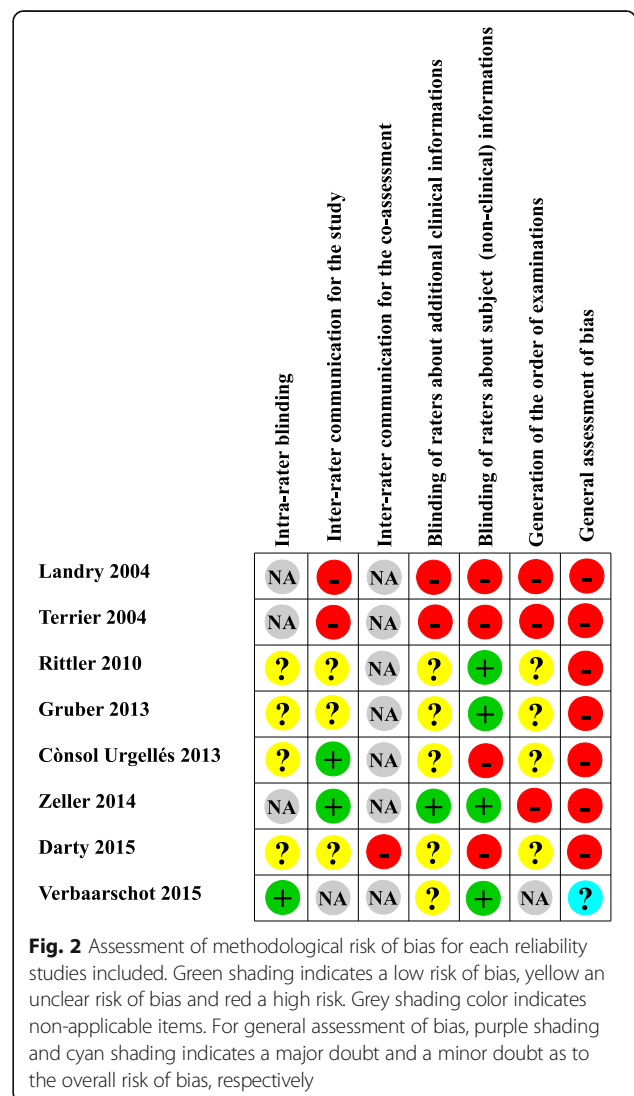 Intra-rater blinding
Inter-rater communication for the study
Inter-rater communication for the co-assessment
Blinding of raters about additional clinical informations
Blinding of raters about subject (non-clinical) informations
Generation of the order of examinations
General assessment of bias
Landry 2004 NA - NA - - - -
Terrier 2004 NA - NA - - - -
Rittler 2010 ? ? NA ? + ? -
Gruber 2013 ? ? NA ? + ? -
Cònsol Urgellés 2013 ? + NA ? - ? -
Zeller 2014 NA + NA + + - -
Darty 2015 ? ? - ? - ? -
Verbaarschot 2015 + NA NA ? + NA ?
Fig. 2 Assessment of methodological risk of bias for each reliability
studies included. Green shading indicates a low risk of bias, yellow an
unclear risk of bias and red a high risk. Grey shading color indicates
non-applicable items. For general assessment of bias, purple shading
and cyan shading indicates a major doubt and a minor doubt as to
the overall risk of bias, respectively